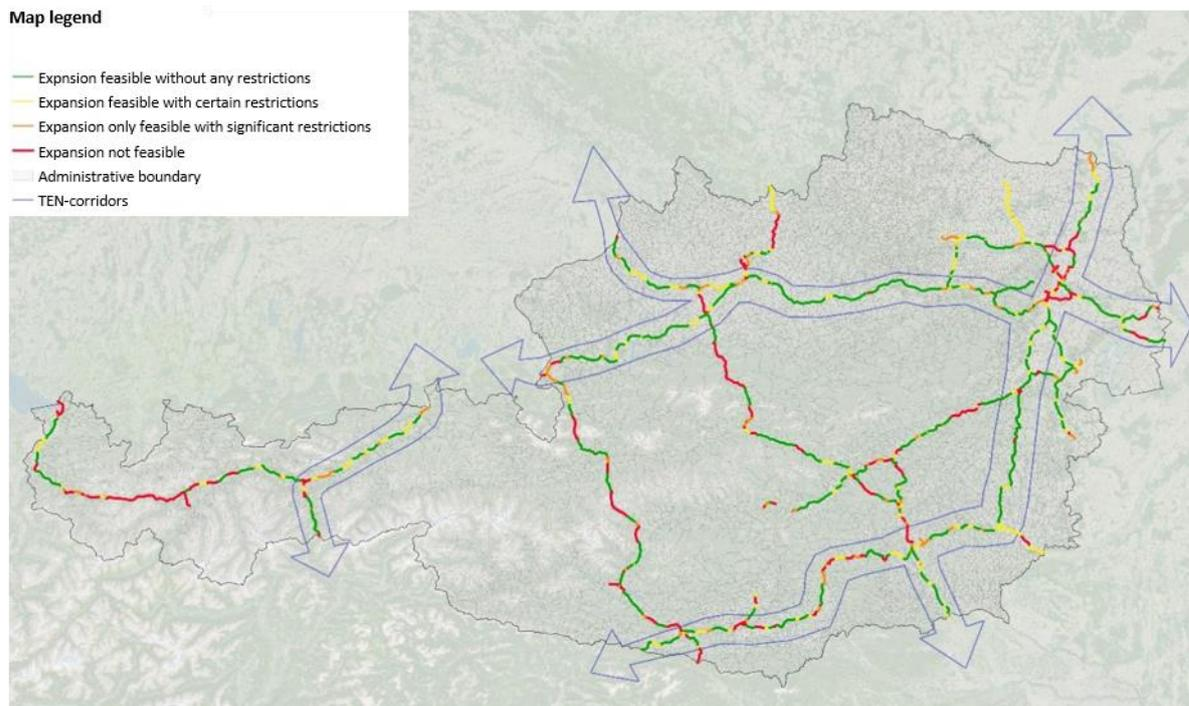 Map legend
Expnsion feasible without any restrictions
Expansion feasible with certain restrictions
Expansion only feasible with significant restrictions
Expansion not feasible
Administrative boundary
TEN-corridors